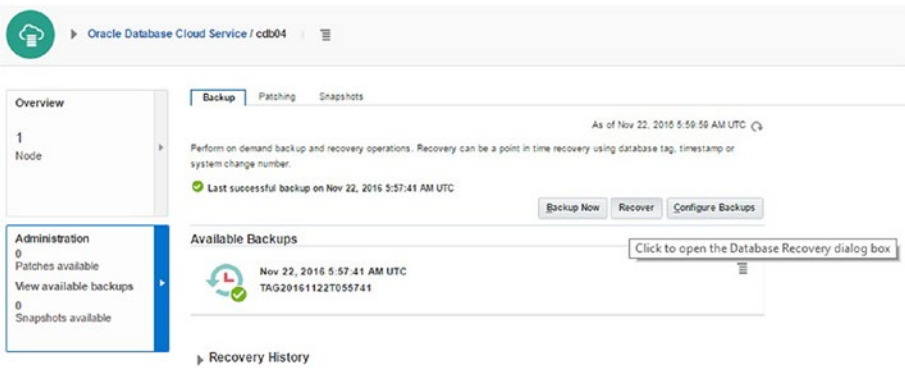 Oracle Database Cloud Service / cdb04
Overview
1
Node
Administration
0
Patches available
View available backups
0
Snapshots available
Backup
Patching
Snapshots
As of Nov 22, 2016 5:59:59 AM UTC
Perform on demand backup and recovery operations. Recovery can be a point in time recovery using database tag, timestamp or
system change number.
Last successful backup on Nov 22, 2016 5:57:41 AM UTC
Backup Now
Recover
Configure Backups
Click to open the Database Recovery dialog box
Available Backups
Nov 22, 2016 5:57:41 AM UTC
TAG20161122T055741
Recovery History